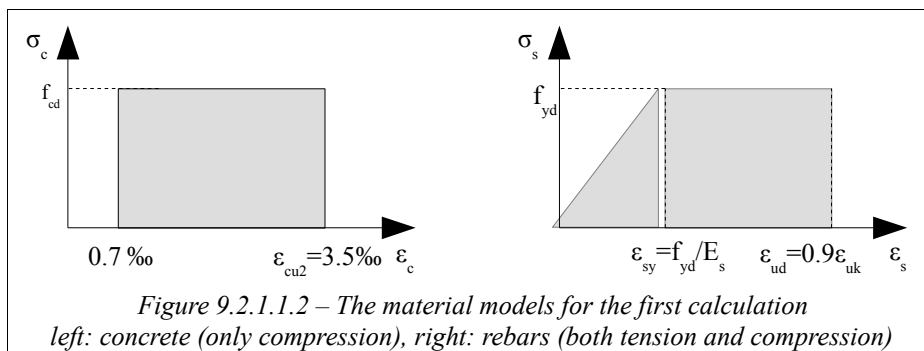 σc
σs
fcd
fyd
0.7 ‰
εcu2=3.5‰
εc
εsy=fyd/Es
εud=0.9εuk
εs
Figure 9.2.1.1.2 – The material models for the first calculation
left: concrete (only compression), right: rebars (both tension and compression)